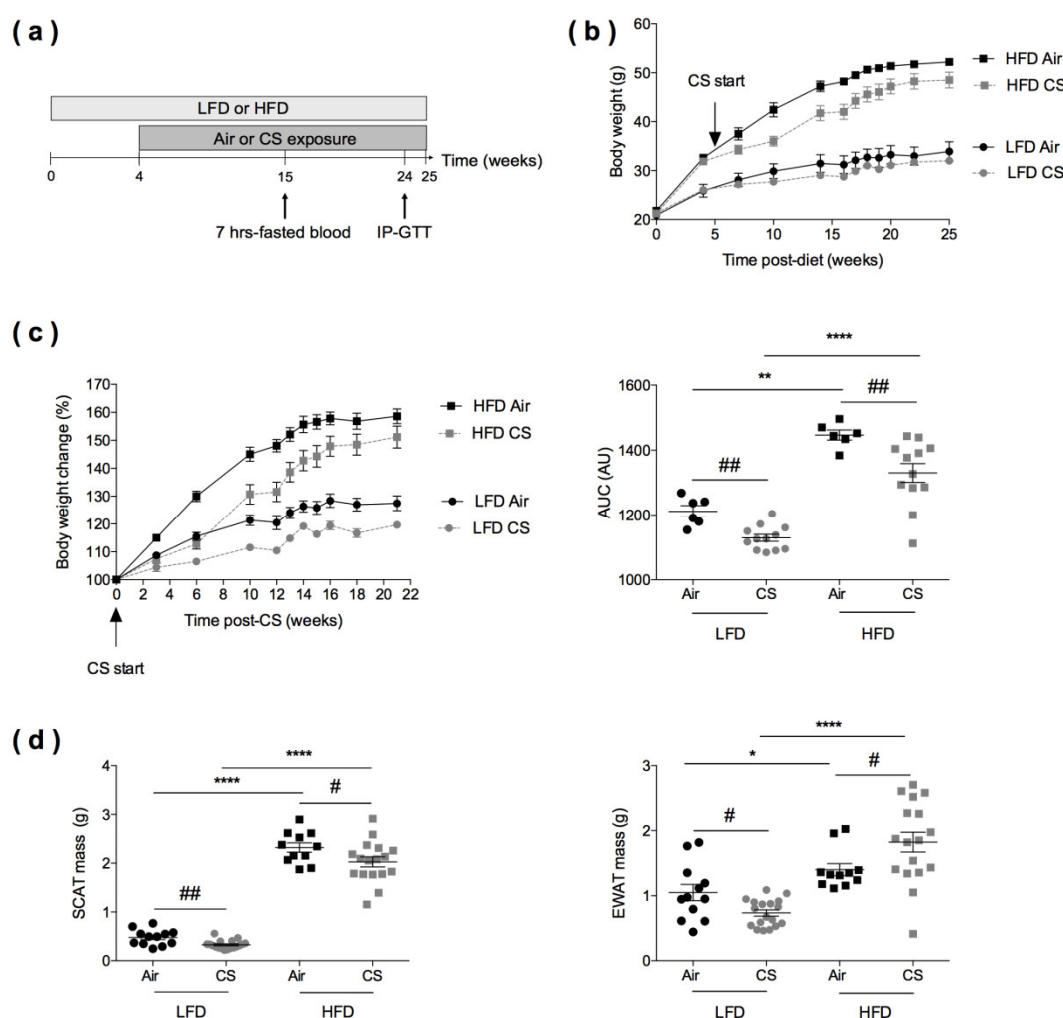 ( a )
LFD or HFD
Air or CS exposure
Time (weeks)
0 4 15 24 25
7 hrs-fasted blood IP-GTT
( b )
Body weight (g)
60
50
40
30
20
0 5 10 15 20 25
Time post-diet (weeks)
CS start
HFD Air
HFD CS
LFD Air
LFD CS
( c )
Body weight change (%)
170
160
150
140
130
120
110
100
0 2 4 6 8 10 12 14 16 18 20 22
Time post-CS (weeks)
CS start
HFD Air
HFD CS
LFD Air
LFD CS
AUC (AU)
1600
1400
1200
1000
****
**
##
##
Air CS Air CS
LFD HFD
( d )
SCAT mass (g)
4
3
2
1
0
****
****
#
##
Air CS Air CS
LFD HFD
EWAT mass (g)
3
2
1
0
****
*
#
#
Air CS Air CS
LFD HFD